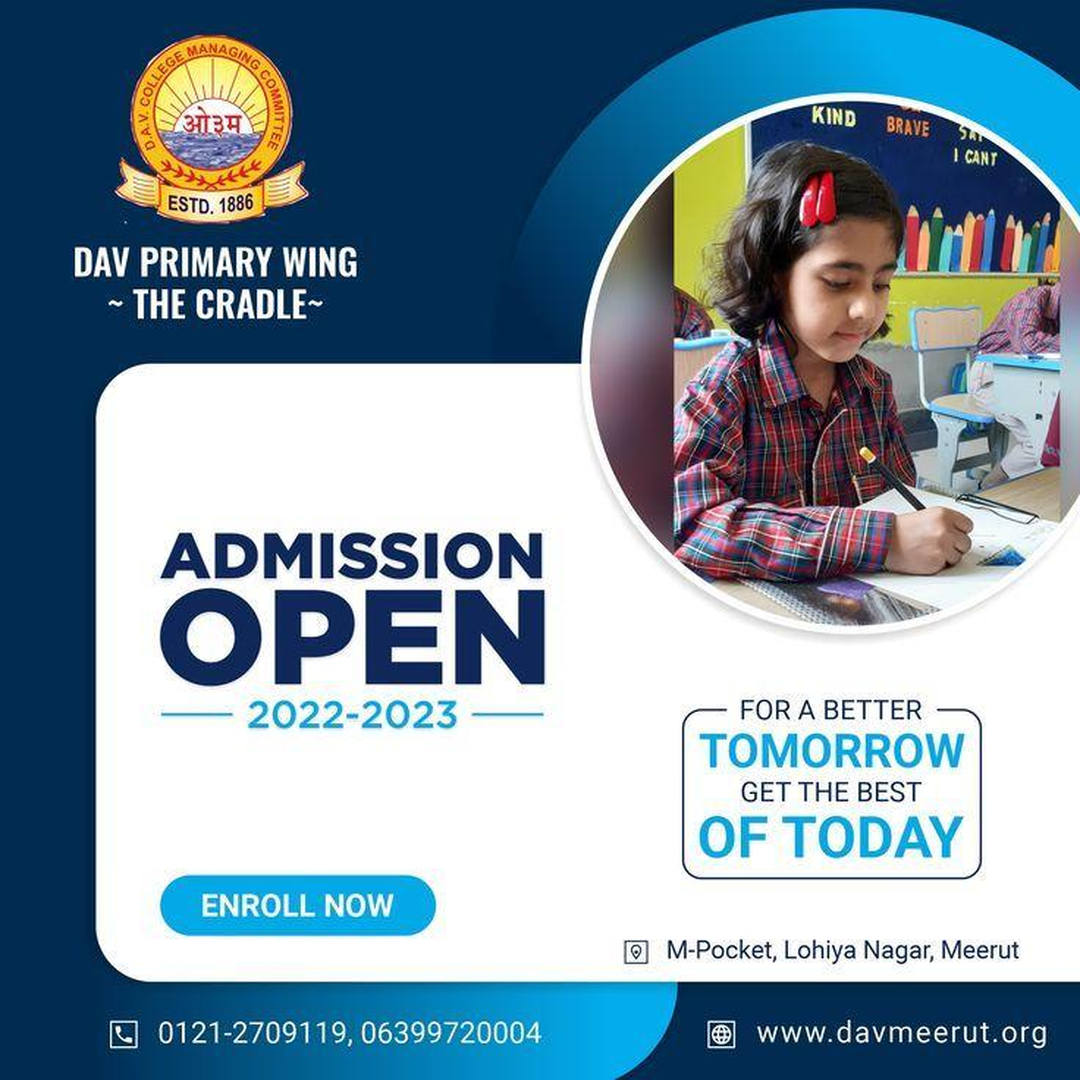 D.A.V. COLLEGE MANAGING COMMITTEE
ओ३म
ESTD. 1886
DAV PRIMARY WING
~ THE CRADLE~
KIND
BRAVE
SAY
I CANT
ADMISSION
OPEN
2022-2023
FOR A BETTER
TOMORROW
GET THE BEST
OF TODAY
ENROLL NOW
M-Pocket, Lohiya Nagar, Meerut
0121-2709119, 06399720004
www.davmeerut.org